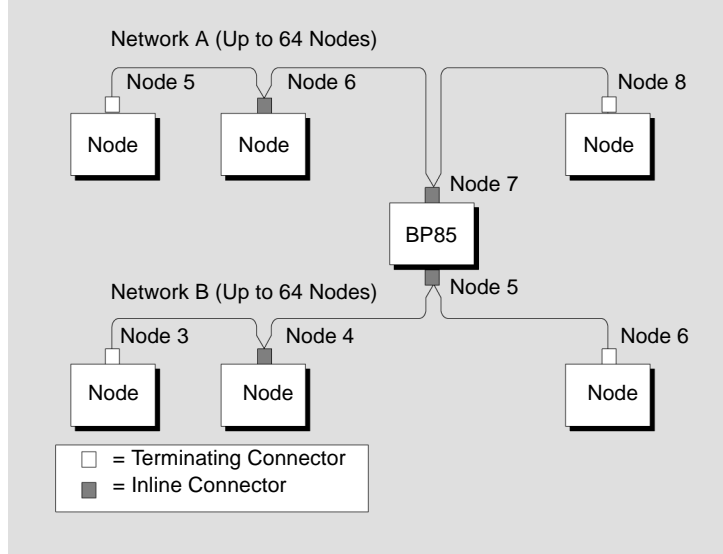 Network A (Up to 64 Nodes)
Node 5
Node 6
Node 8
Node
Node
Node
Node 7
BP85
Node 5
Network B (Up to 64 Nodes)
Node 3
Node 4
Node 6
Node
Node
Node
= Terminating Connector
= Inline Connector